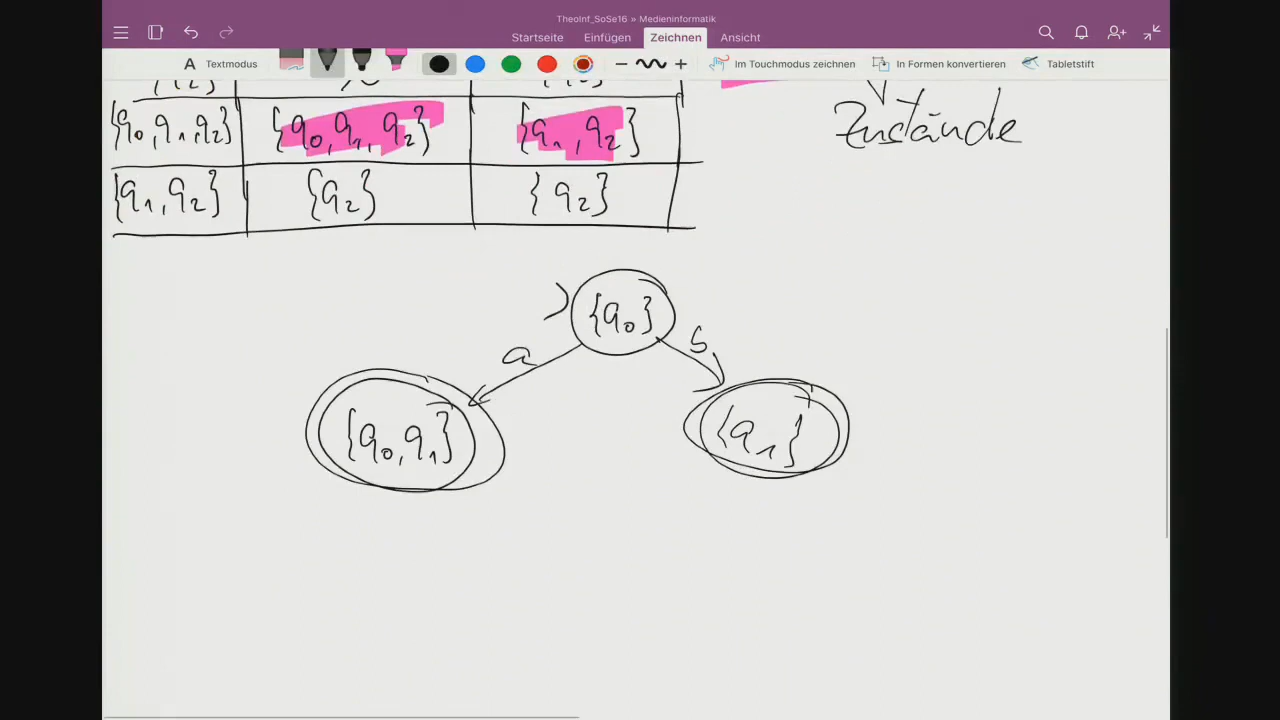 TheoInf_SoSe16 » Medieninformatik
Startseite Einfügen Zeichnen Ansicht
A Textmodus Im Touchmodus zeichnen In Formen konvertieren Tabletstift
{q₀,q₁,q₂} {q₀,q₁,q₂} {q₁,q₂} Zustände
{q₁,q₂} {q₂} {q₂}
{q₀}
a b
{q₀,q₁} {q₁}